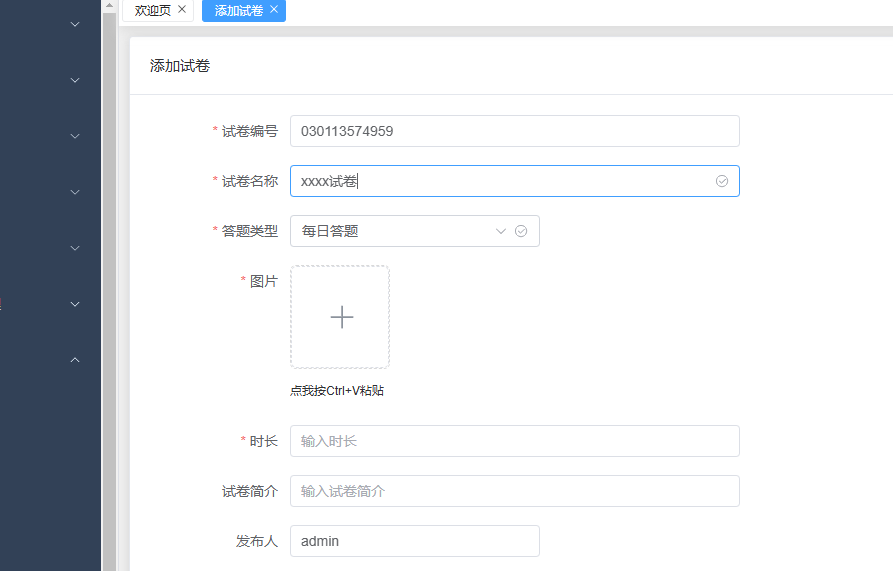 欢迎页
添加试卷
添加试卷
* 试卷编号 030113574959
* 试卷名称 xxxx试卷
* 答题类型 每日答题
* 图片
点我按Ctrl+V粘贴
* 时长 输入时长
试卷简介 输入试卷简介
发布人 admin